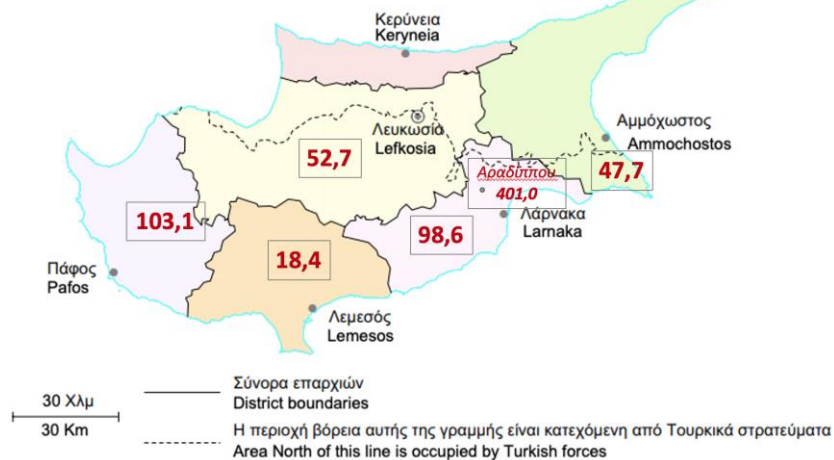 Κερύνεια
Keryneia
Λευκωσία
Lefkosia
Αμμόχωστος
Ammochostos
52,7
Αραδίππου
401,0
47,7
103,1
98,6
Λάρνακα
Larnaka
18,4
Πάφος
Pafos
Λεμεσός
Lemesos
Σύνορα επαρχιών
District boundaries
30 Χλμ
30 Km
Η περιοχή βόρεια αυτής της γραμμής είναι κατεχόμενη από Τουρκικά στρατεύματα
Area North of this line is occupied by Turkish forces